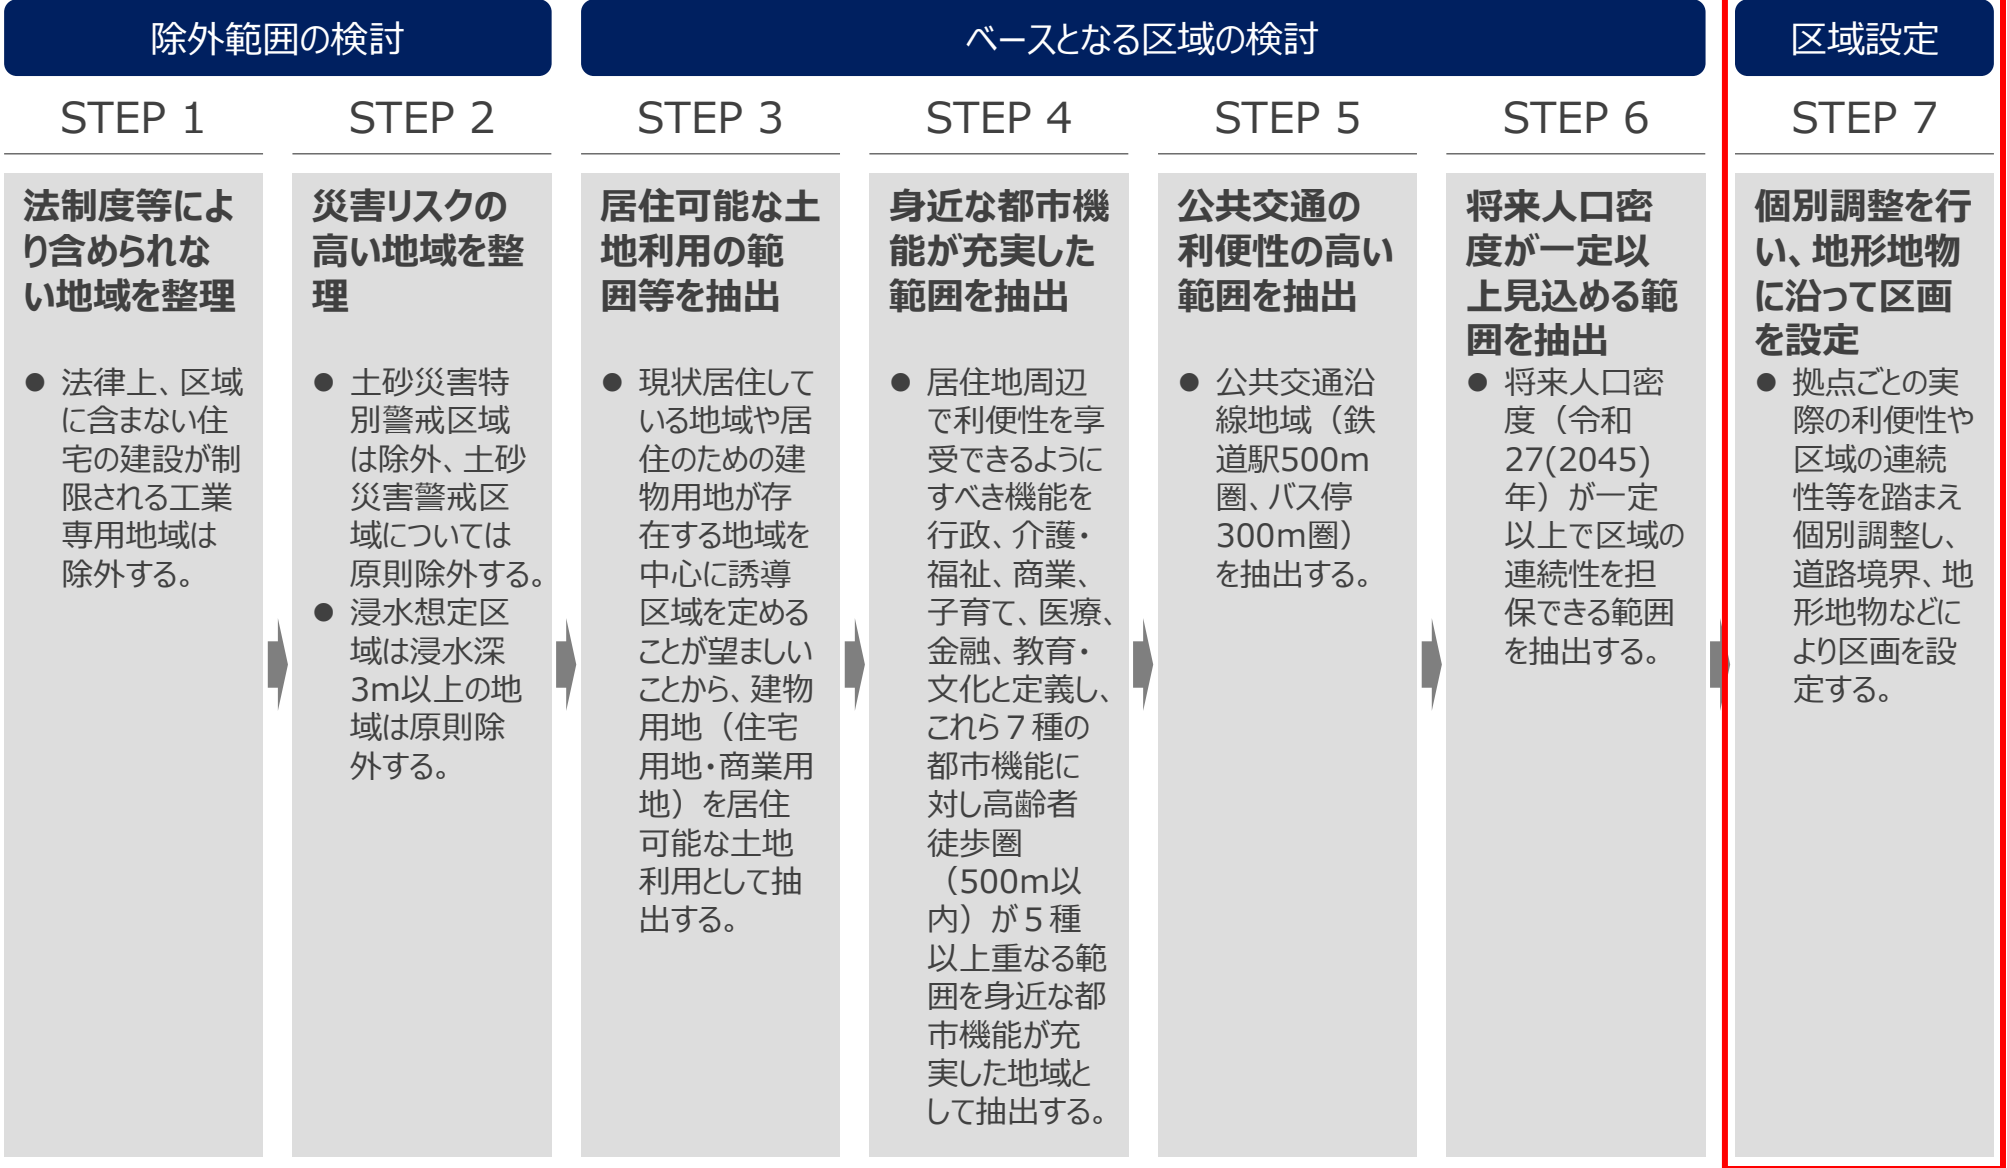 除外範囲の検討
ベースとなる区域の検討
区域設定
STEP 1
STEP 2
STEP 3
STEP 4
STEP 5
STEP 6
STEP 7
法制度等によ
り含められな
い地域を整理
● 法律上、区域
に含まない住
宅の建設が制
限される工業
専用地域は
除外する。
災害リスクの
高い地域を整
理
● 土砂災害特
別警戒区域
は除外、土砂
災害警戒区
域については
原則除外する。
● 浸水想定区
域は浸水深
3m以上の地
域は原則除
外する。
居住可能な土
地利用の範
囲等を抽出
● 現状居住して
いる地域や居
住のための建
物用地が存
在する地域を
中心に誘導
区域を定める
ことが望ましい
ことから、建物
用地（住宅
用地・商業用
地）を居住
可能な土地
利用として抽
出する。
身近な都市機
能が充実した
範囲を抽出
● 居住地周辺
で利便性を享
受できるように
すべき機能を
行政、介護・
福祉、商業、
子育て、医療、
金融、教育・
文化と定義し、
これら７種の
都市機能に
対し高齢者
徒歩圏
（500m以
内）が５種
以上重なる範
囲を身近な都
市機能が充
実した地域と
して抽出する。
公共交通の
利便性の高い
範囲を抽出
● 公共交通沿
線地域（鉄
道駅500m
圏、バス停
300m圏）
を抽出する。
将来人口密
度が一定以
上見込める範
囲を抽出
● 将来人口密
度（令和
27(2045)
年）が一定
以上で区域の
連続性を担
保できる範囲
を抽出する。
個別調整を行
い、地形地物
に沿って区画
を設定
● 拠点ごとの実
際の利便性や
区域の連続
性等を踏まえ
個別調整し、
道路境界、地
形地物などに
より区画を設
定する。